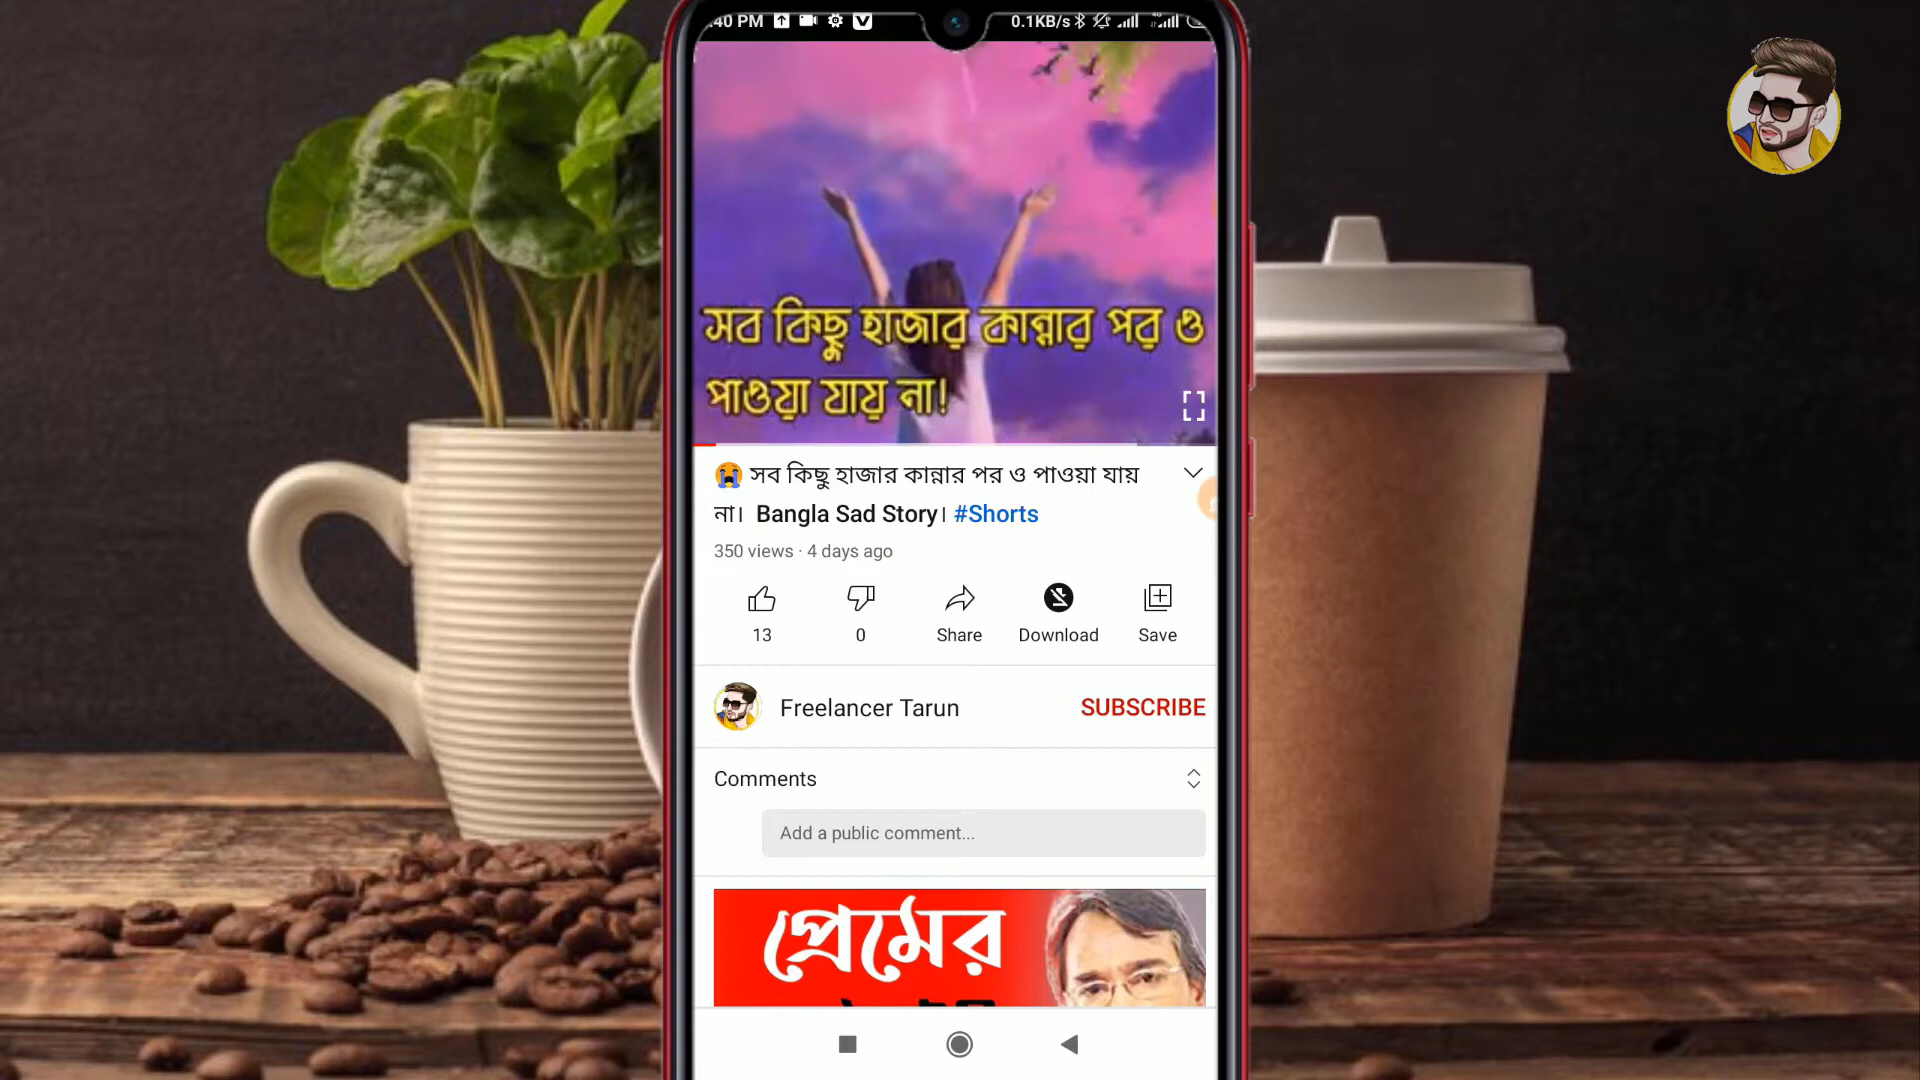 :40 PM
0.1KB/s
4G
সব কিছু হাজার কান্নার পর ও
পাওয়া যায় না!
😭 সব কিছু হাজার কান্নার পর ও পাওয়া যায়
না। Bangla Sad Story। #Shorts
350 views · 4 days ago
13
0
Share
Download
Save
Freelancer Tarun
SUBSCRIBE
Comments
Add a public comment...
প্রেমের